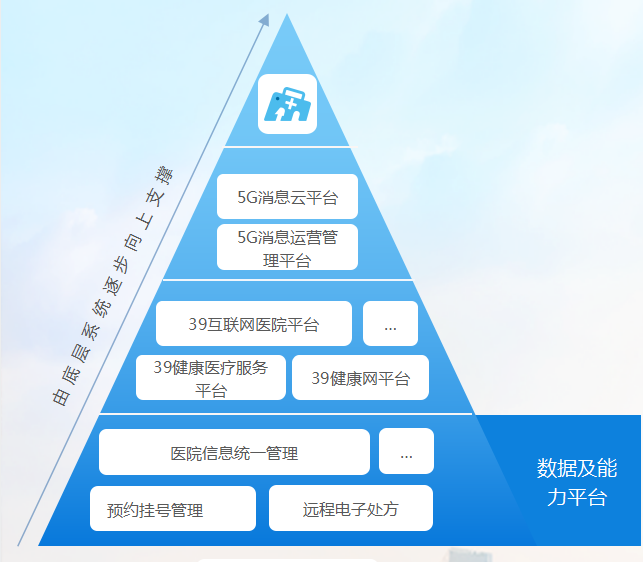 由底层系统逐步向上支撑
5G消息云平台
5G消息运营管
理平台
39互联网医院平台
...
39健康医疗服务
平台
39健康网平台
医院信息统一管理
...
预约挂号管理
远程电子处方
数据及能
力平台